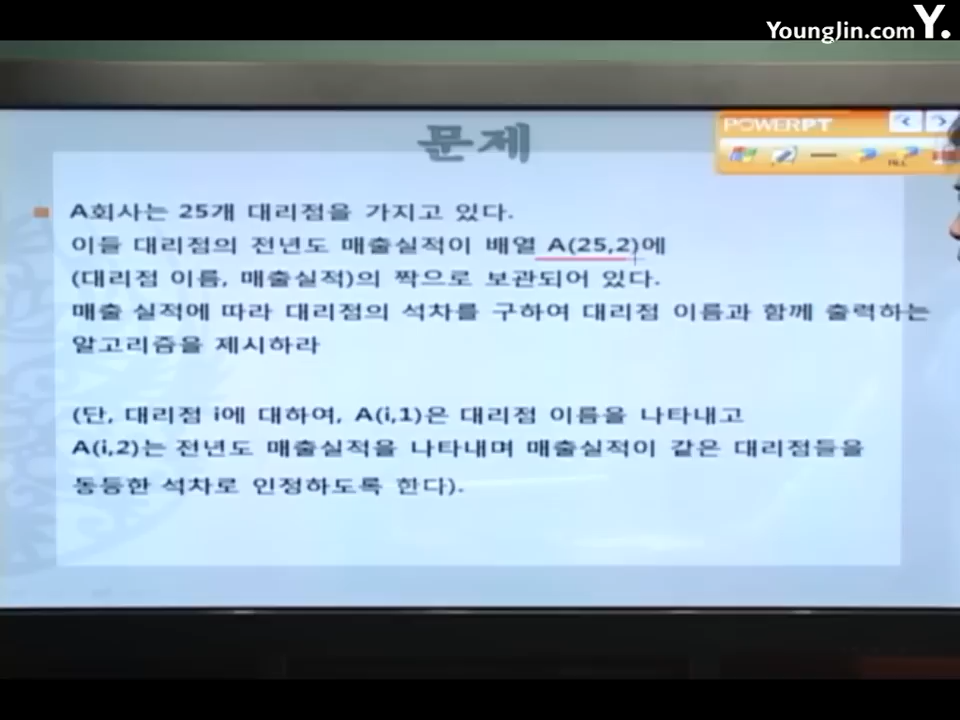 YoungJin.com Y.
POWERPT
문제
A회사는 25개 대리점을 가지고 있다.
이들 대리점의 전년도 매출실적이 배열 A(25,2)에
(대리점 이름, 매출실적)의 짝으로 보관되어 있다.
매출 실적에 따라 대리점의 석차를 구하여 대리점 이름과 함께 출력하는
알고리즘을 제시하라
(단, 대리점 i에 대하여, A(i,1)은 대리점 이름을 나타내고
A(i,2)는 전년도 매출실적을 나타내며 매출실적이 같은 대리점들을
동등한 석차로 인정하도록 한다).